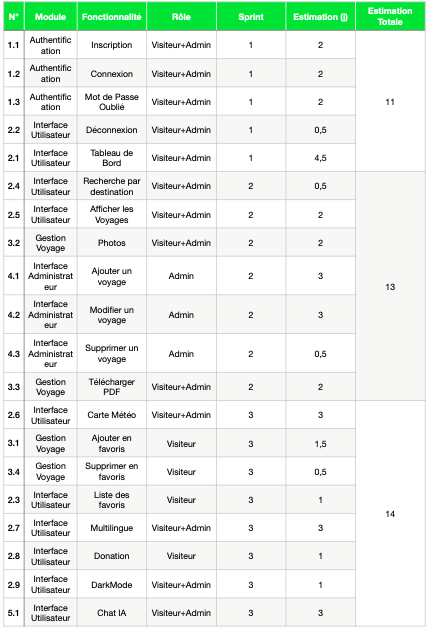 N° Module Fonctionnalite Rôle Sprint Estimation (j) Estimation Totale
1.1 Authentification Inscription Visiteur+Admin 1 2 11
1.2 Authentification Connexion Visiteur+Admin 1 2
1.3 Authentification Mot de Passe Oublié Visiteur+Admin 1 2
2.2 Interface Utilisateur Déconnexion Visiteur+Admin 1 0,5
2.1 Interface Utilisateur Tableau de Bord Visiteur+Admin 1 4,5
2.4 Interface Utilisateur Recherche par destination Visiteur+Admin 2 0,5 13
2.5 Interface Utilisateur Afficher les Voyages Visiteur+Admin 2 2
3.2 Gestion Voyage Photos Visiteur+Admin 2 2
4.1 Interface Administrateur Ajouter un voyage Admin 2 3
4.2 Interface Administrateur Modifier un voyage Admin 2 3
4.3 Interface Administrateur Supprimer un voyage Admin 2 0,5
3.3 Gestion Voyage Télécharger PDF Visiteur+Admin 2 2
2.6 Interface Utilisateur Carte Météo Visiteur+Admin 3 3 14
3.1 Gestion Voyage Ajouter en favoris Visiteur 3 1,5
3.4 Gestion Voyage Supprimer en favoris Visiteur 3 0,5
2.3 Interface Utilisateur Liste des favoris Visiteur 3 1
2.7 Interface Utilisateur Multilingue Visiteur+Admin 3 3
2.8 Interface Utilisateur Donation Visiteur 3 1
2.9 Interface Utilisateur DarkMode Visiteur+Admin 3 1
5.1 Interface Utilisateur Chat IA Visiteur+Admin 3 3